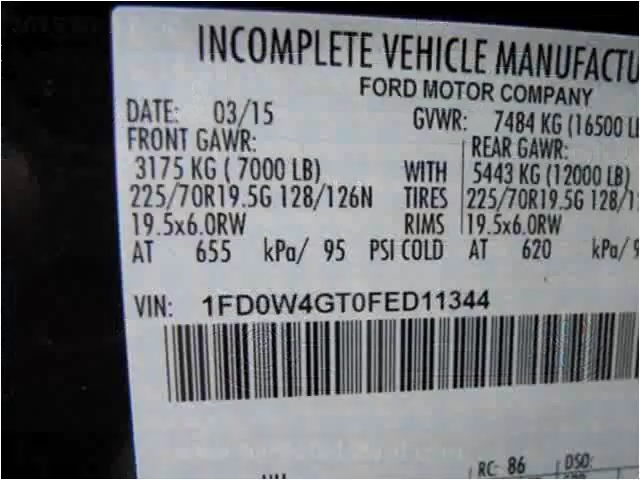 INCOMPLETE VEHICLE MANUFACTU
FORD MOTOR COMPANY
DATE: 03/15 GVWR: 7484 KG (16500 LB
FRONT GAWR: REAR GAWR:
3175 KG ( 7000 LB) WITH 5443 KG (12000 LB)
225/70R19.5G 128/126N TIRES 225/70R19.5G 128/12
19.5x6.0RW RIMS 19.5x6.0RW
AT 655 kPa/ 95 PSI COLD AT 620 kPa/ 9
VIN: 1FD0W4GT0FED11344
RC: 86 DSO: